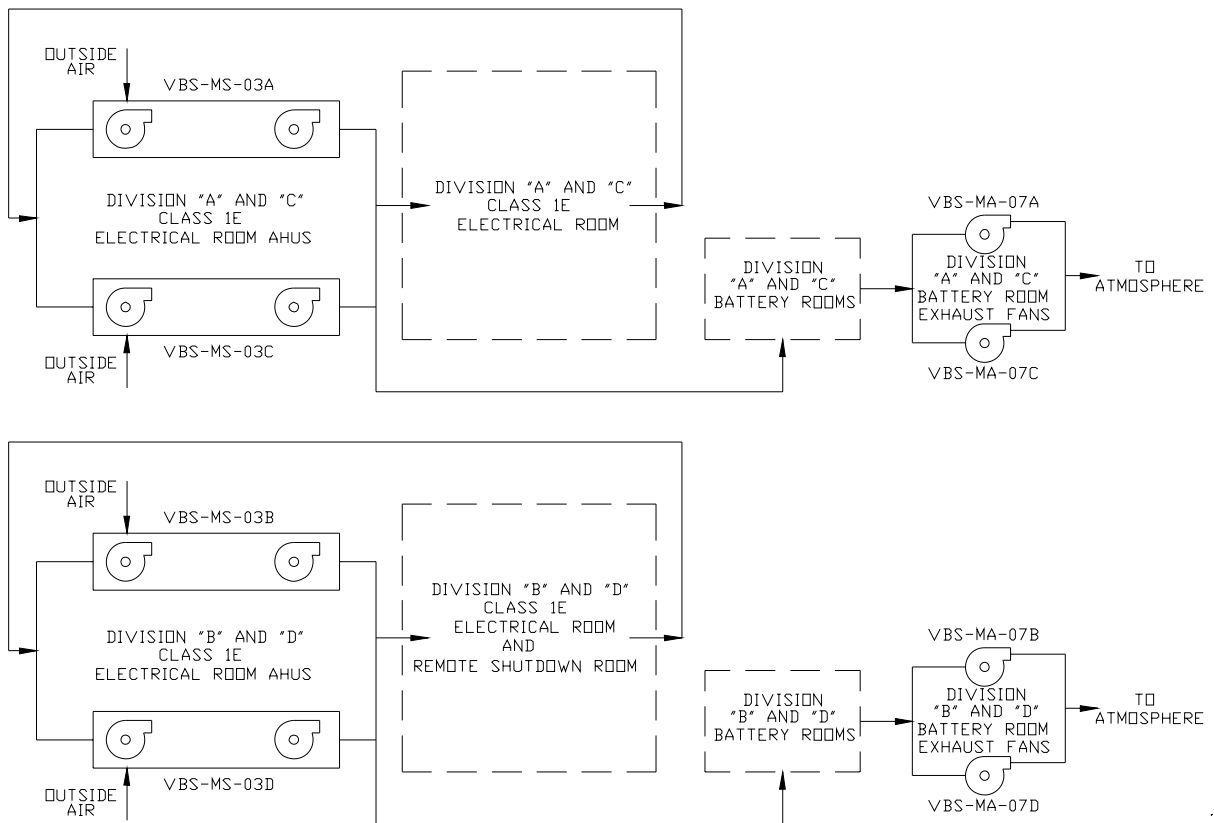 OUTSIDE
AIR
VBS-MS-03A
DIVISION "A" AND "C"
CLASS 1E
ELECTRICAL ROOM AHUS
VBS-MS-03C
OUTSIDE
AIR
DIVISION "A" AND "C"
CLASS 1E
ELECTRICAL ROOM
DIVISION
"A" AND "C"
BATTERY ROOMS
VBS-MA-07A
DIVISION
"A" AND "C"
BATTERY ROOM
EXHAUST FANS
VBS-MA-07C
TO
ATMOSPHERE
OUTSIDE
AIR
VBS-MS-03B
DIVISION "B" AND "D"
CLASS 1E
ELECTRICAL ROOM AHUS
VBS-MS-03D
OUTSIDE
AIR
DIVISION "B" AND "D"
CLASS 1E
ELECTRICAL ROOM
AND
REMOTE SHUTDOWN ROOM
DIVISION
"B" AND "D"
BATTERY ROOMS
VBS-MA-07B
DIVISION
"B" AND "D"
BATTERY ROOM
EXHAUST FANS
VBS-MA-07D
TO
ATMOSPHERE